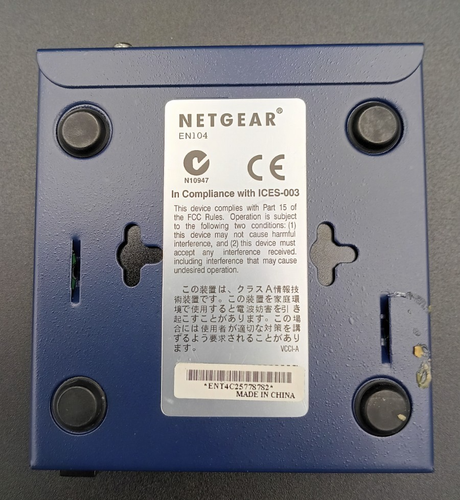 NETGEAR®
EN104
N10947
In Compliance with ICES-003
This device complies with Part 15 of
the FCC Rules. Operation is subject
to the following two conditions: (1)
this device may not cause harmful
interference, and (2) this device must
accept any interference received.
including interference that may cause
undesired operation.
この装置は、クラスA情報技
術装置です。この装置を家庭環
境で使用すると電波妨害を引き
起こすことがあります。この場
合には使用者が適切な対策を講
ずるよう要求されることがあり
ます。
VCCI-A
*ENT4C25778782*
MADE IN CHINA